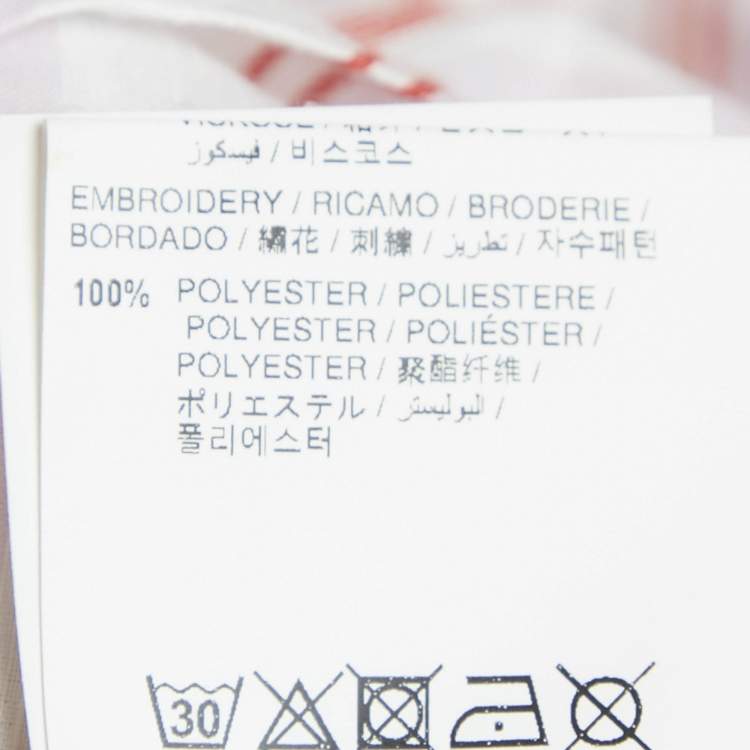 فيسكوز / 비스코스
EMBROIDERY / RICAMO / BRODERIE /
BORDADO / 繡花 / 刺繍 / تطريز / 자수패턴
100% POLYESTER / POLIESTERE /
POLYESTER / POLIÉSTER /
POLYESTER / 聚酯纤维 /
ポリエステル / البوليستر /
폴리에스터
30